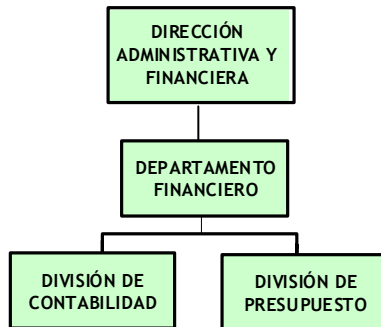 DIRECCIÓN
ADMINISTRATIVA Y
FINANCIERA
DEPARTAMENTO
FINANCIERO
DIVISIÓN DE
CONTABILIDAD
DIVISIÓN DE
PRESUPUESTO